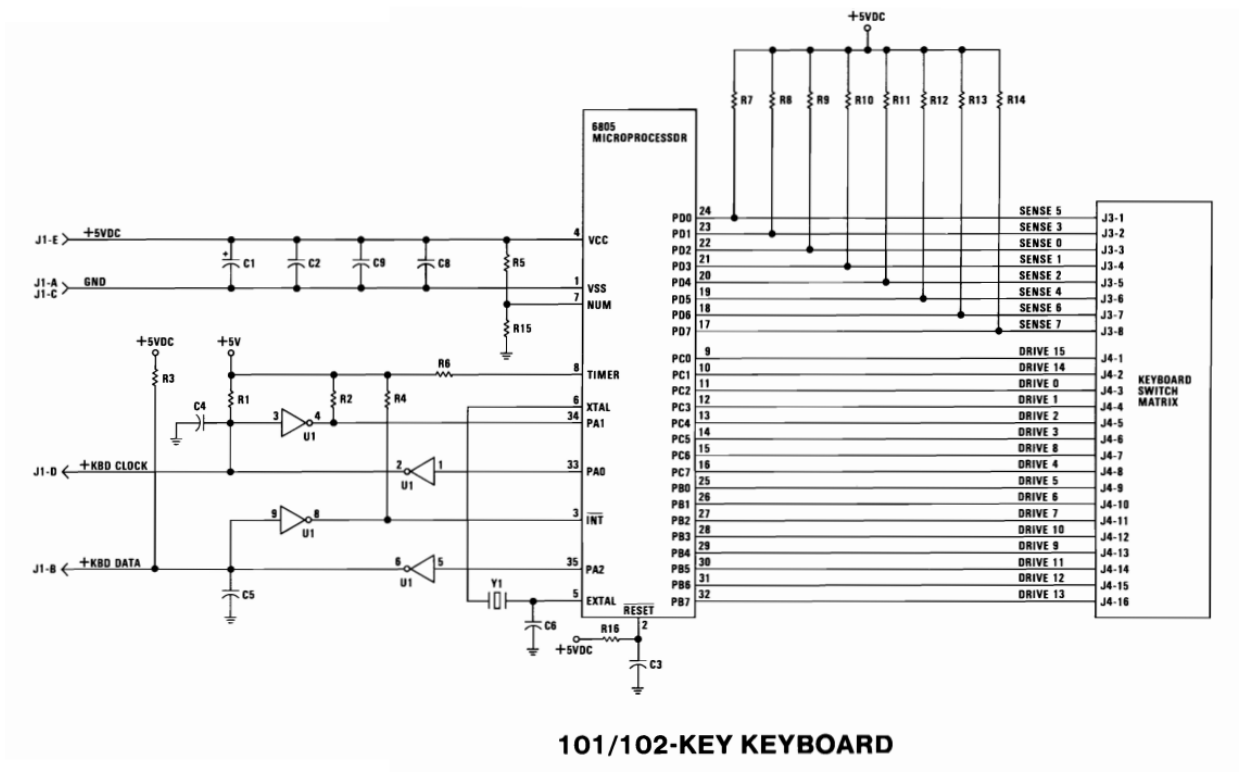 +5VDC
R7 R8 R9 R10 R11 R12 R13 R14
6805
MICROPROCESSDR
PD0 24 SENSE 5 J3-1
PD1 23 SENSE 3 J3-2
PD2 22 SENSE 0 J3-3
PD3 21 SENSE 1 J3-4
PD4 20 SENSE 2 J3-5
PD5 19 SENSE 4 J3-6
PD6 18 SENSE 6 J3-7
PD7 17 SENSE 7 J3-8
PC0 9 DRIVE 15 J4-1
PC1 10 DRIVE 14 J4-2
PC2 11 DRIVE 0 J4-3
PC3 12 DRIVE 1 J4-4
PC4 13 DRIVE 2 J4-5
PC5 14 DRIVE 3 J4-6
PC6 15 DRIVE 8 J4-7
PC7 16 DRIVE 4 J4-8
PB0 25 DRIVE 5 J4-9
PB1 26 DRIVE 6 J4-10
PB2 27 DRIVE 7 J4-11
PB3 28 DRIVE 10 J4-12
PB4 29 DRIVE 9 J4-13
PB5 30 DRIVE 11 J4-14
PB6 31 DRIVE 12 J4-15
PB7 32 DRIVE 13 J4-16
KEYBOARD
SWITCH
MATRIX
J1-E +5VDC 4 VCC
+ C1 C2 C9 C8 R5
J1-A GND 1 VSS
J1-C
7 NUM
R15
+5VDC +5V
R3
R6 8 TIMER
R1 R2 R4
6 XTAL
C4 3 4 34 PA1
U1
J1-D +KBD CLOCK 2 1 33 PA0
U1
9 8 3 INT
U1
J1-B +KBD DATA 6 5 35 PA2
U1
C5
Y1 5 EXTAL
C6
RESET
2
R16
+5VDC
C3
101/102-KEY KEYBOARD